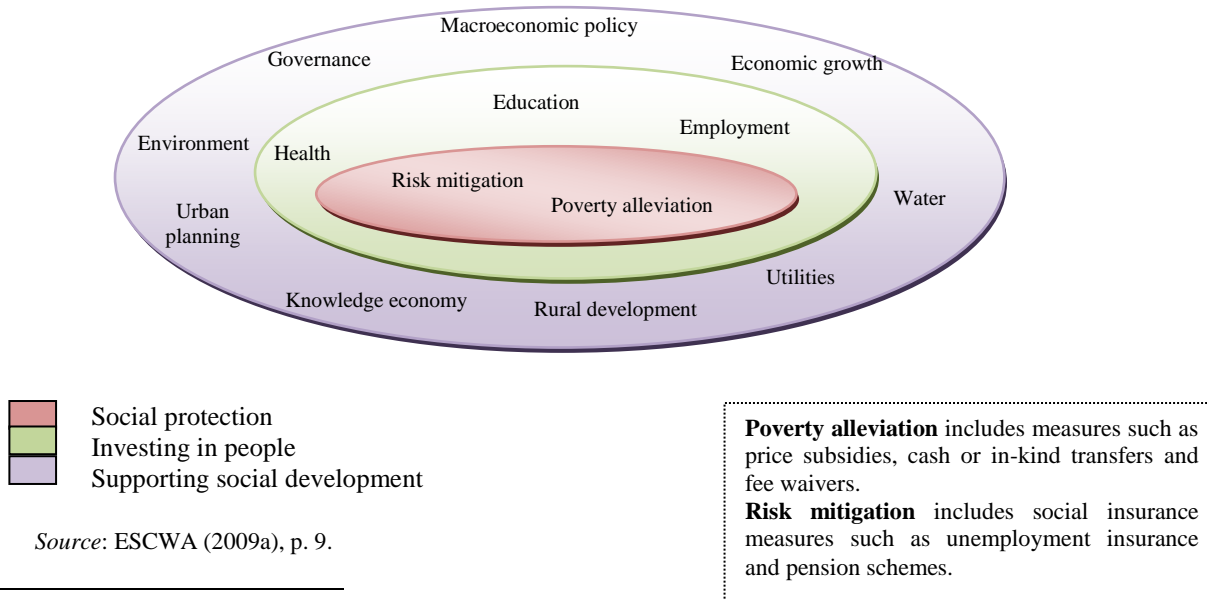 Macroeconomic policy
Governance
Economic growth
Education
Employment
Environment
Health
Risk mitigation
Poverty alleviation
Water
Urban
planning
Utilities
Knowledge economy
Rural development
Social protection
Investing in people
Supporting social development
Source: ESCWA (2009a), p. 9.
Poverty alleviation includes measures such as
price subsidies, cash or in-kind transfers and
fee waivers.
Risk mitigation includes social insurance
measures such as unemployment insurance
and pension schemes.